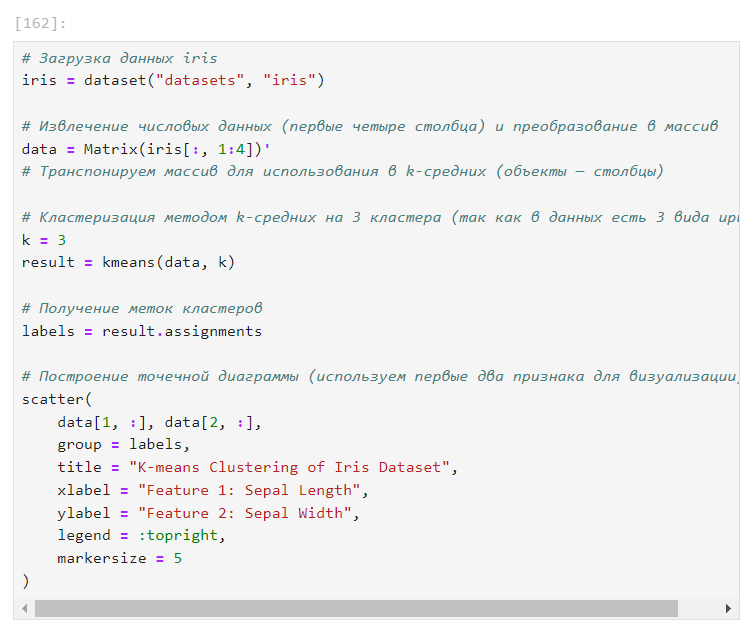 [162]:
# Загрузка данных iris
iris = dataset("datasets", "iris")
# Извлечение числовых данных (первые четыре столбца) и преобразование в массив
data = Matrix(iris[:, 1:4])'
# Транспонируем массив для использования в k-средних (объекты — столбцы)
# Кластеризация методом k-средних на 3 кластера (так как в данных есть 3 вида
k = 3
result = kmeans(data, k)
# Получение меток кластеров
labels = result.assignments
# Построение точечной диаграммы (используем первые два признака для визуализации
scatter(
    data[1, :], data[2, :],
    group = labels,
    title = "K-means Clustering of Iris Dataset",
    xlabel = "Feature 1: Sepal Length",
    ylabel = "Feature 2: Sepal Width",
    legend = :topright,
    markersize = 5
)